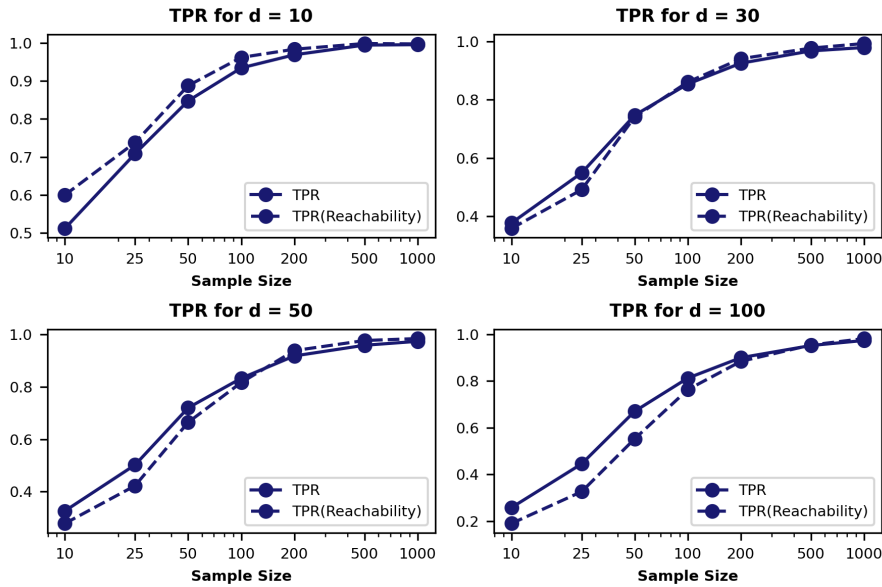 TPR for d = 10
1.0
0.9
0.8
0.7
0.6
0.5
TPR
TPR(Reachability)
10 25 50 100 200 500 1000
Sample Size
TPR for d = 30
1.0
0.8
0.6
0.4
TPR
TPR(Reachability)
10 25 50 100 200 500 1000
Sample Size
TPR for d = 50
1.0
0.8
0.6
0.4
TPR
TPR(Reachability)
10 25 50 100 200 500 1000
Sample Size
TPR for d = 100
1.0
0.8
0.6
0.4
0.2
TPR
TPR(Reachability)
10 25 50 100 200 500 1000
Sample Size